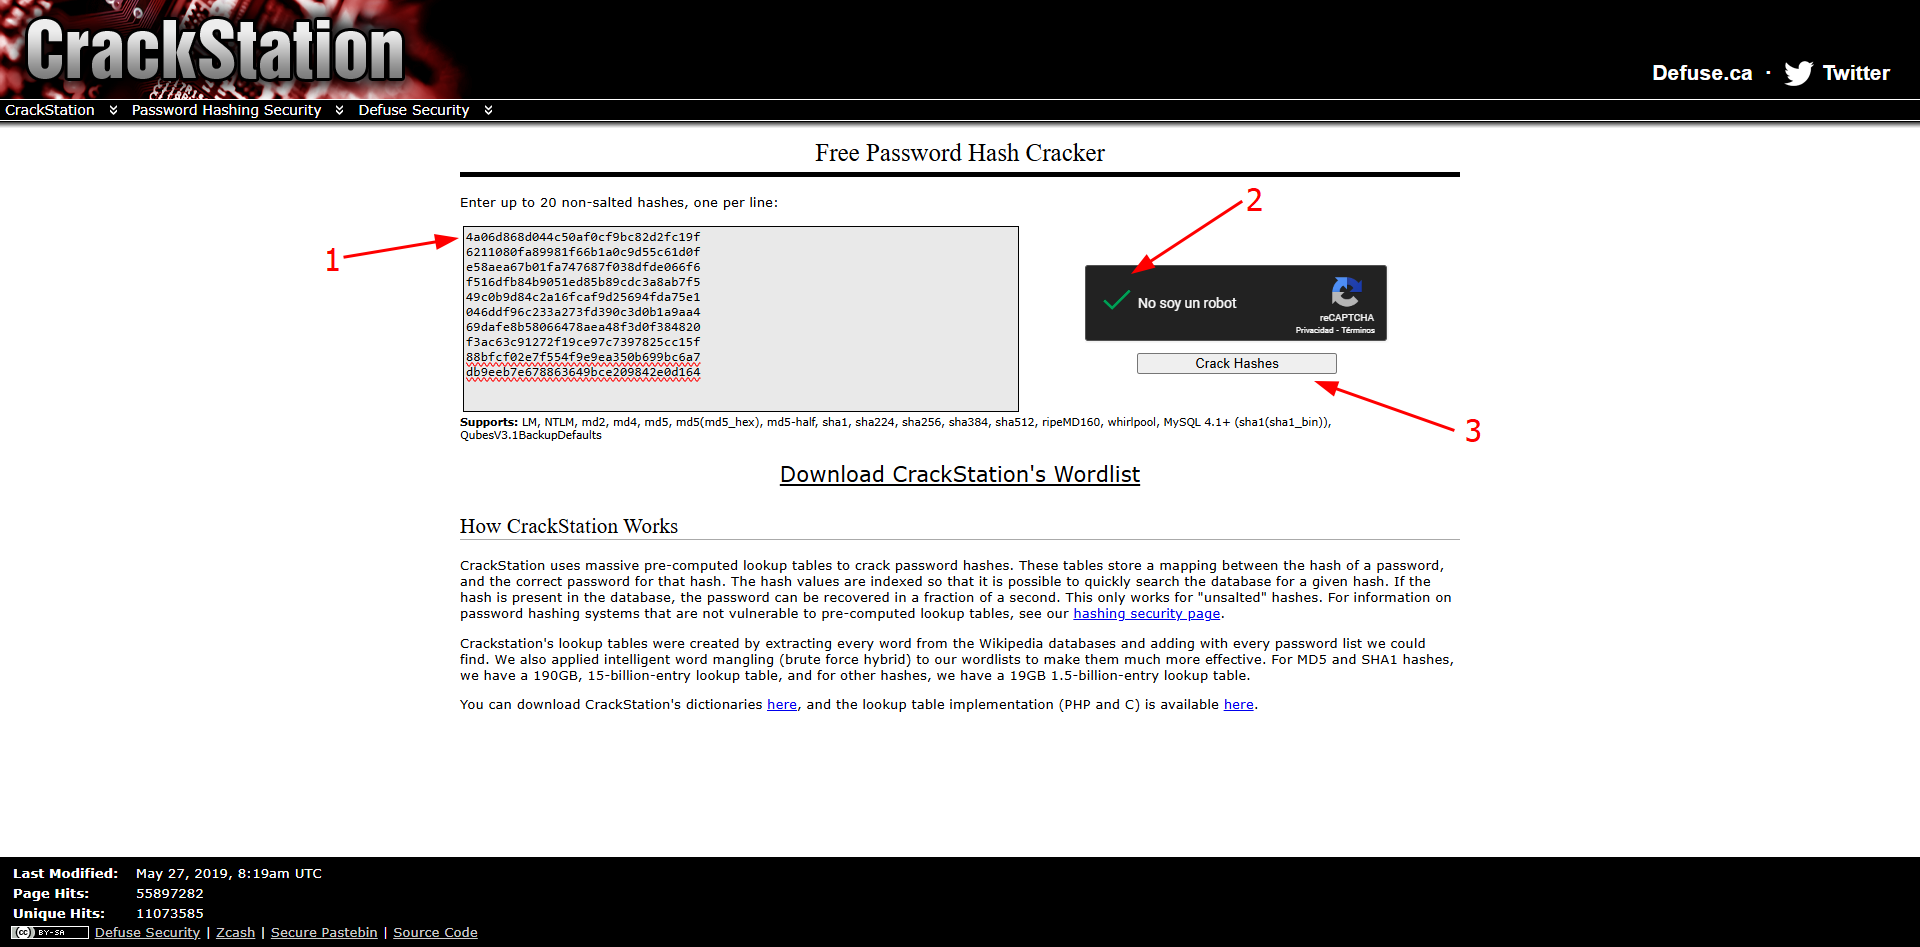 CrackStation
Defuse.ca · Twitter
CrackStation Password Hashing Security Defuse Security
Free Password Hash Cracker
Enter up to 20 non-salted hashes, one per line:
1
2
3
4a06d868d044c50af0cf9bc82d2fc19f
6211080fa89981f66b1a0c9d55c61d0f
e58aea67b01fa747687f038dfde066f6
f516dfb84b9051ed85b89cdc3a8ab7f5
49c0b9d84c2a16fcaf9d25694fda75e1
046ddf96c233a273fd390c3d0b1a9aa4
69dafe8b58066478aea48f3d0f384820
f3ac63c91272f19ce97c7397825cc15f
88bfcf02e7f554f9e9ea350b699bc6a7
db9eeb7e678863649bce209842e0d164
No soy un robot
reCAPTCHA
Privacidad - Términos
Crack Hashes
Supports: LM, NTLM, md2, md4, md5, md5(md5_hex), md5-half, sha1, sha224, sha256, sha384, sha512, ripeMD160, whirlpool, MySQL 4.1+ (sha1(sha1_bin)),
QubesV3.1BackupDefaults
Download CrackStation's Wordlist
How CrackStation Works
CrackStation uses massive pre-computed lookup tables to crack password hashes. These tables store a mapping between the hash of a password,
and the correct password for that hash. The hash values are indexed so that it is possible to quickly search the database for a given hash. If the
hash is present in the database, the password can be recovered in a fraction of a second. This only works for "unsalted" hashes. For information on
password hashing systems that are not vulnerable to pre-computed lookup tables, see our hashing security page.
Crackstation's lookup tables were created by extracting every word from the Wikipedia databases and adding with every password list we could
find. We also applied intelligent word mangling (brute force hybrid) to our wordlists to make them much more effective. For MD5 and SHA1 hashes,
we have a 190GB, 15-billion-entry lookup table, and for other hashes, we have a 19GB 1.5-billion-entry lookup table.
You can download CrackStation's dictionaries here, and the lookup table implementation (PHP and C) is available here.
Last Modified: May 27, 2019, 8:19am UTC
Page Hits: 55897282
Unique Hits: 11073585
cc BY-SA Defuse Security | Zcash | Secure Pastebin | Source Code